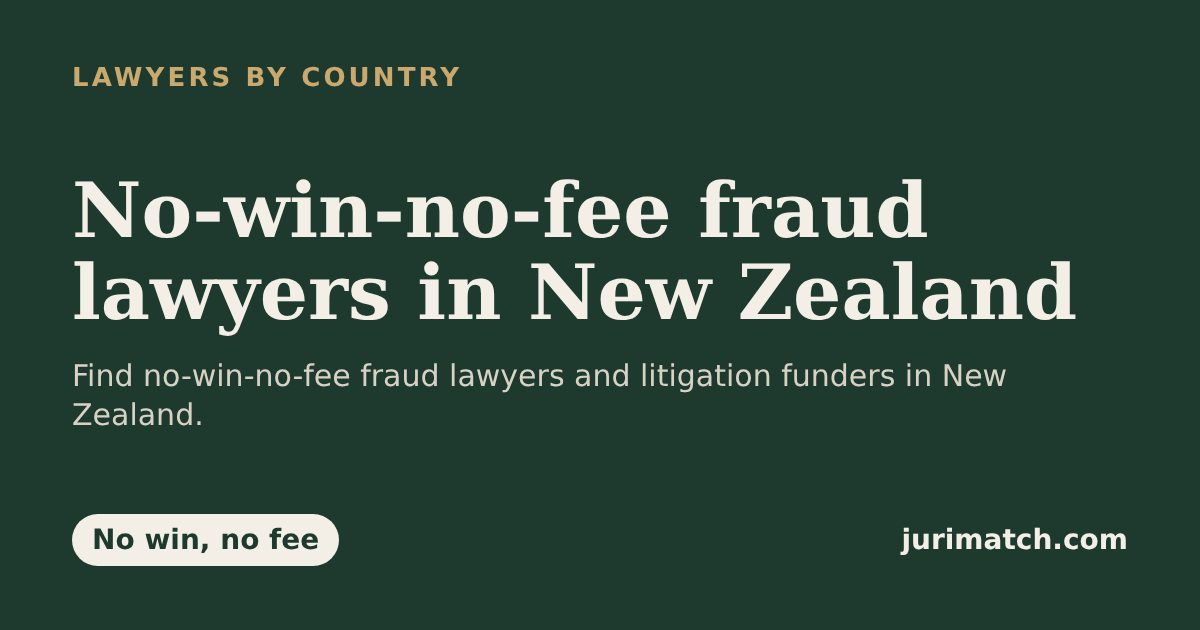 LAWYERS BY COUNTRY
No-win-no-fee fraud
lawyers in New Zealand
Find no-win-no-fee fraud lawyers and litigation funders in New
Zealand.
No win, no fee
jurimatch.com